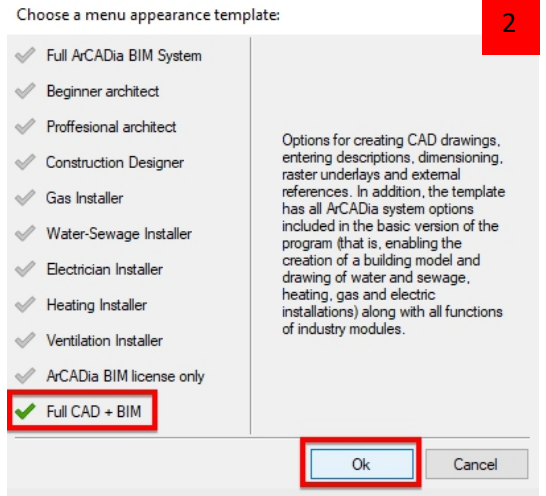 Choose a menu appearance template:
2
Full ArCADia BIM System
Beginner architect
Proffesional architect
Construction Designer
Gas Installer
Water-Sewage Installer
Electrician Installer
Heating Installer
Ventilation Installer
ArCADia BIM license only
Full CAD + BIM
Options for creating CAD drawings,
entering descriptions, dimensioning,
raster underlays and external
references. In addition, the template
has all ArCADia system options
included in the basic version of the
program (that is, enabling the
creation of a building model and
drawing of water and sewage,
heating, gas and electric
installations) along with all functions
of industry modules.
Ok
Cancel